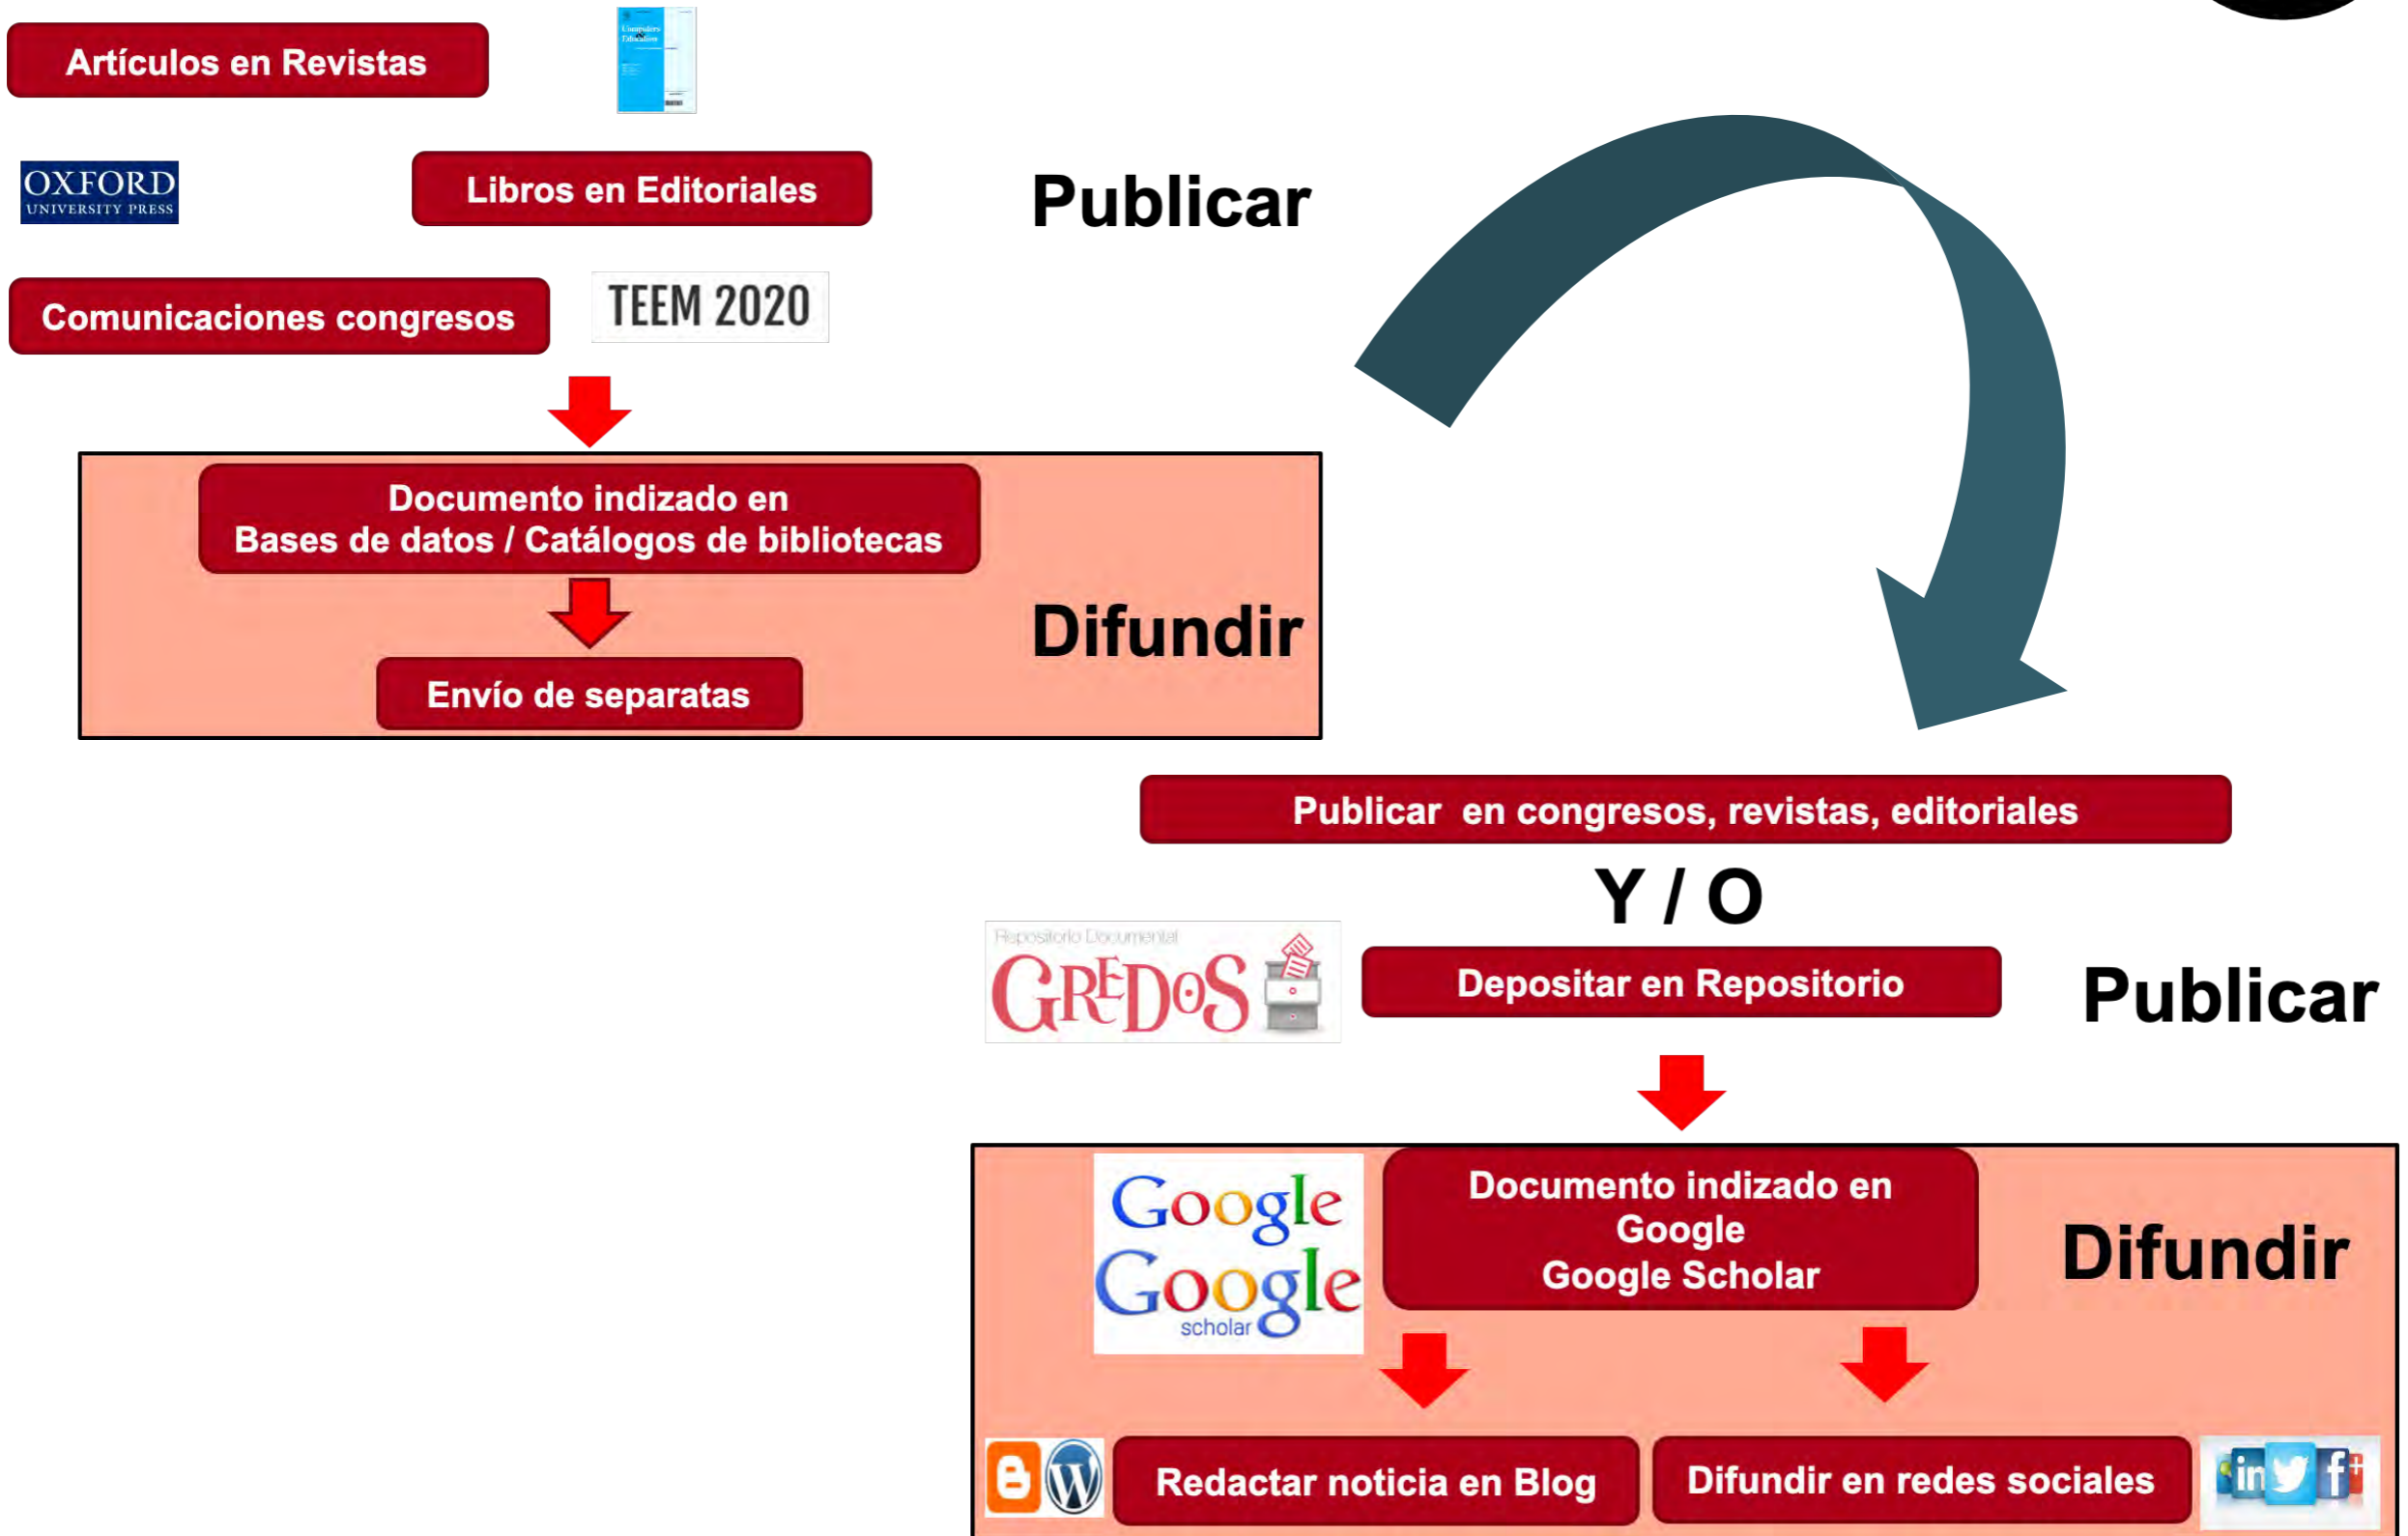 Artículos en Revistas
Computers
Education
OXFORD
UNIVERSITY PRESS
Libros en Editoriales
Publicar
Comunicaciones congresos
TEEM 2020
Documento indizado en
Bases de datos / Catálogos de bibliotecas
Difundir
Envío de separatas
Publicar en congresos, revistas, editoriales
Y / O
Repositorio Documental
GREDOS
Depositar en Repositorio
Publicar
Google
Google
scholar
Documento indizado en
Google
Google Scholar
Difundir
Redactar noticia en Blog
Difundir en redes sociales
in
f